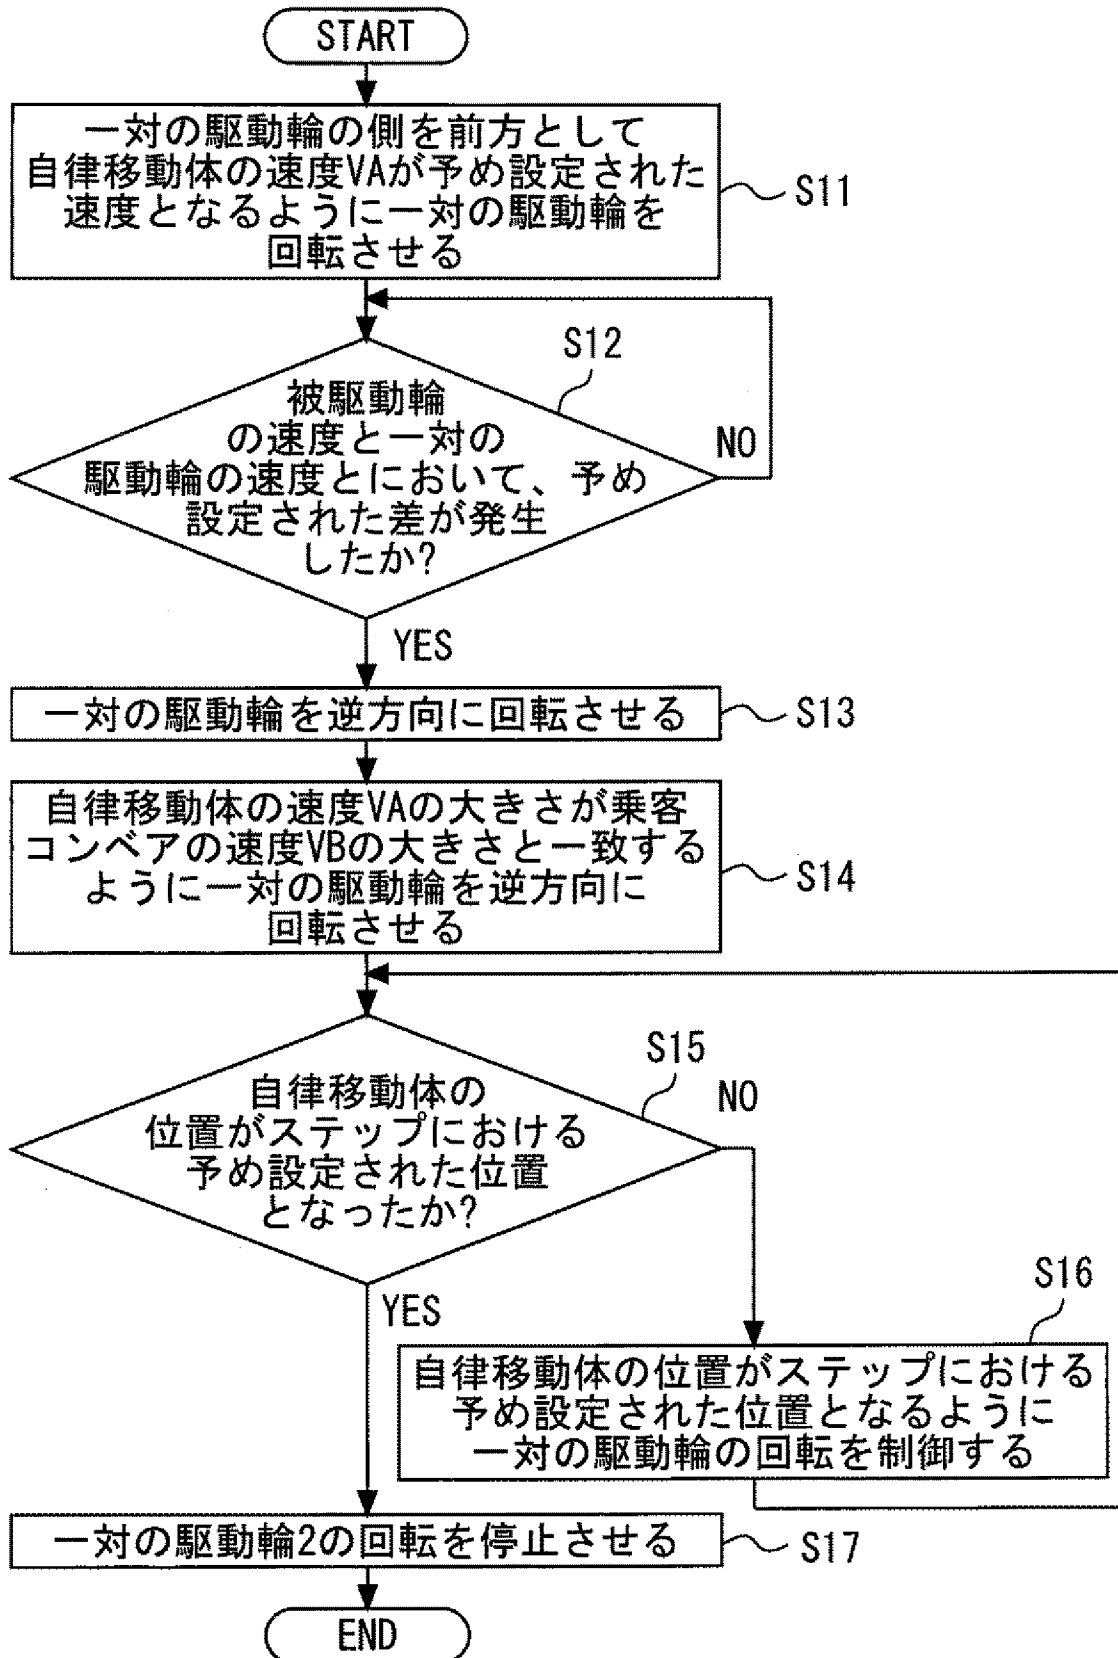 START
一対の駆動輪の側を前方として
自律移動体の速度VAが予め設定された
速度となるように一対の駆動輪を
回転させる
S11
S12
被駆動輪
の速度と一対の
駆動輪の速度とにおいて、予め
設定された差が発生
したか?
NO
YES
一対の駆動輪を逆方向に回転させる
S13
自律移動体の速度VAの大きさが乗客
コンベアの速度VBの大きさと一致する
ように一対の駆動輪を逆方向に
回転させる
S14
S15
自律移動体の
位置がステップにおける
予め設定された位置
となったか?
NO
YES
S16
自律移動体の位置がステップにおける
予め設定された位置となるように
一対の駆動輪の回転を制御する
一対の駆動輪2の回転を停止させる
S17
END